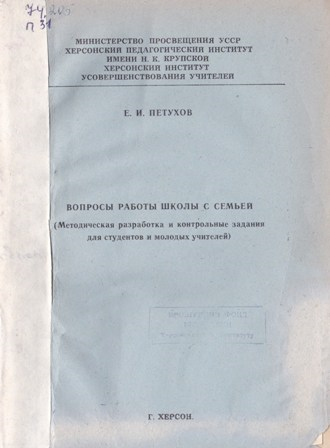 74.265
П 31
МИНИСТЕРСТВО ПРОСВЕЩЕНИЯ УССР
ХЕРСОНСКИЙ ПЕДАГОГИЧЕСКИЙ ИНСТИТУТ
ИМЕНИ Н. К. КРУПСКОЙ
ХЕРСОНСКИЙ ИНСТИТУТ
УСОВЕРШЕНСТВОВАНИЯ УЧИТЕЛЕЙ
Е. И. ПЕТУХОВ
ВОПРОСЫ РАБОТЫ ШКОЛЫ С СЕМЬЕЙ
(Методическая разработка и контрольные задания
для студентов и молодых учителей)
Г. ХЕРСОН.